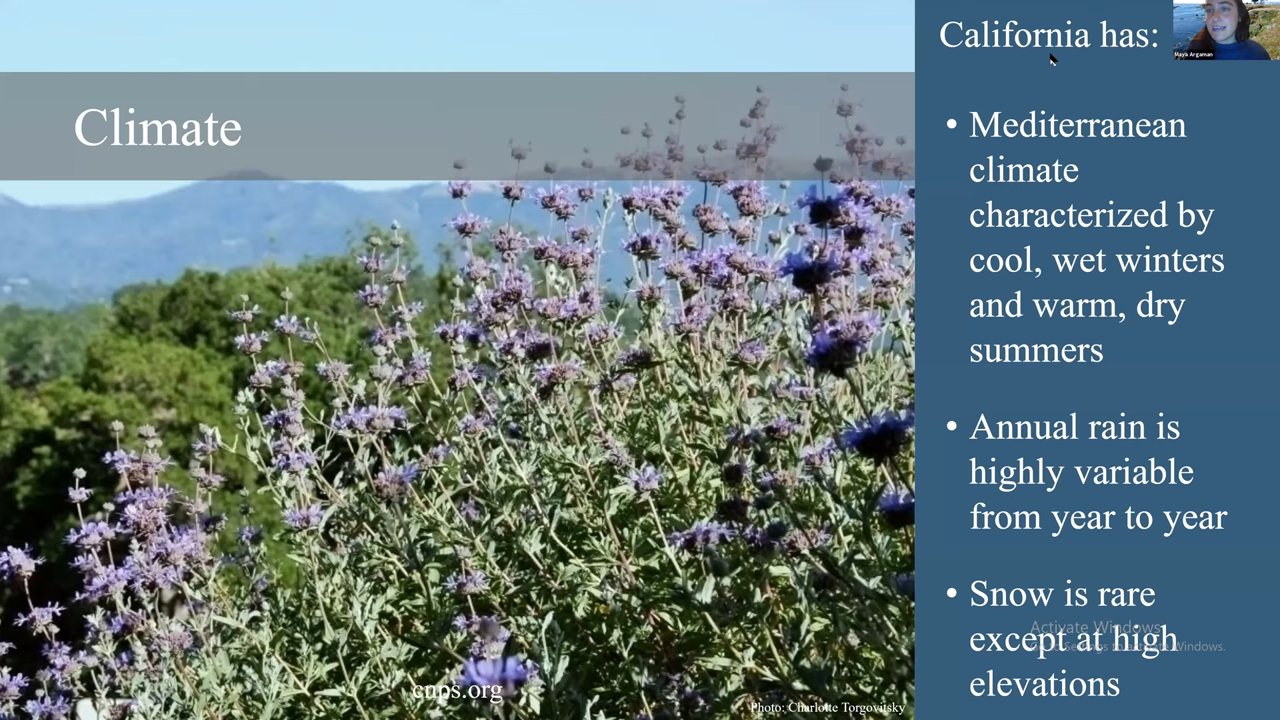 California has:
Maya Argaman
Climate
• Mediterranean
climate
characterized by
cool, wet winters
and warm, dry
summers
• Annual rain is
highly variable
from year to year
• Snow is rare
except at high
elevations
Activate Windows
Go to Settings to activate Windows.
cnps.org
Photo: Charlotte Torgovitsky